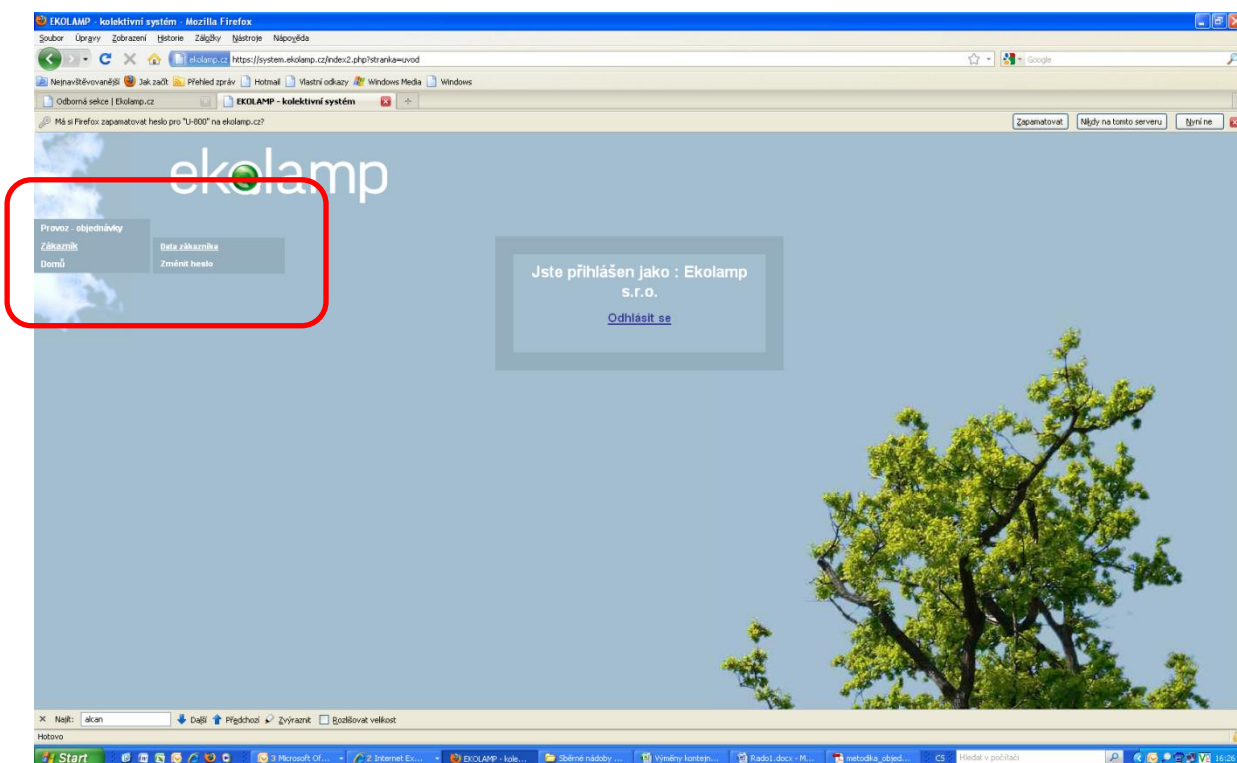 EKOLAMP - kolektivní systém - Mozilla Firefox
Soubor Úpravy Zobrazení Historie Záložky Nástroje Nápověda
ekolamp.cz https://system.ekolamp.cz/index2.php?stranka=uvod Google
Nejnavštěvovanější Jak začít Přehled zpráv Hotmail Vlastní odkazy Windows Media Windows
Odborná sekce | Ekolamp.cz EKOLAMP - kolektivní systém
Má si Firefox zapamatovat heslo pro "U-800" na ekolamp.cz? Zapamatovat Nikdy na tomto serveru Nyní ne
ekolamp
Provoz - objednávky
Zákazník Data zákazníka
Domů Změnit heslo
Jste přihlášen jako : Ekolamp
s.r.o.
Odhlásit se
Najít: alcan Další Předchozí Zvýraznit Rozlišovat velikost
Hotovo
Start 3 Microsoft Of... 2 Internet Ex... EKOLAMP - kole... Sběrné nádoby ... Výměny kontejn... Rado1.docx - M... metodika_objed... CS Hledat v počítači 16:26